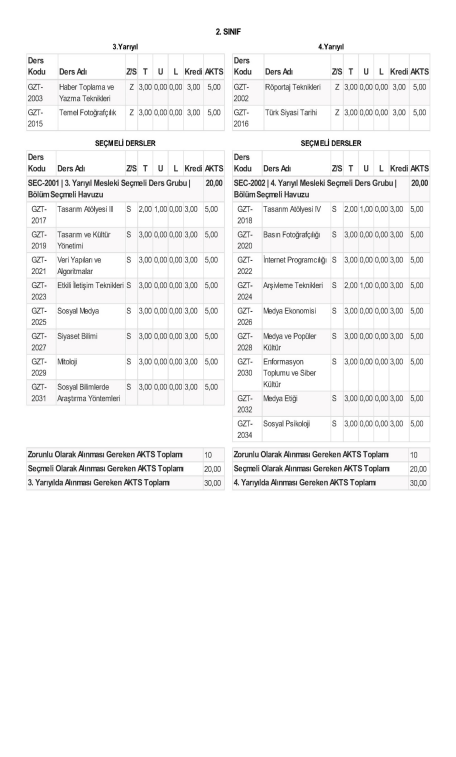 2. SINIF
3.Yarıyıl
Ders Kodu Ders Adı Z/S T U L Kredi AKTS
GZT-2003 Haber Toplama ve Yazma Teknikleri Z 3,00 0,00 0,00 3,00 5,00
GZT-2015 Temel Fotoğrafçılık Z 3,00 0,00 0,00 3,00 5,00
SEÇMELİ DERSLER
Ders Kodu Ders Adı Z/S T U L Kredi AKTS
SEC-2001 | 3. Yarıyıl Mesleki Seçmeli Ders Grubu | Bölüm Seçmeli Havuzu 20,00
GZT-2017 Tasarım Atölyesi III S 2,00 1,00 0,00 3,00 5,00
GZT-2019 Tasarım ve Kültür Yönetimi S 3,00 0,00 0,00 3,00 5,00
GZT-2021 Veri Yapıları ve Algoritmalar S 3,00 0,00 0,00 3,00 5,00
GZT-2023 Etkili İletişim Teknikleri S 3,00 0,00 0,00 3,00 5,00
GZT-2025 Sosyal Medya S 3,00 0,00 0,00 3,00 5,00
GZT-2027 Siyaset Bilimi S 3,00 0,00 0,00 3,00 5,00
GZT-2029 Mitoloji S 3,00 0,00 0,00 3,00 5,00
GZT-2031 Sosyal Bilimlerde Araştırma Yöntemleri S 3,00 0,00 0,00 3,00 5,00
Zorunlu Olarak Alınması Gereken AKTS Toplamı 10
Seçmeli Olarak Alınması Gereken AKTS Toplamı 20,00
3. Yarıyılda Alınması Gereken AKTS Toplamı 30,00
4.Yarıyıl
Ders Kodu Ders Adı Z/S T U L Kredi AKTS
GZT-2002 Röportaj Teknikleri Z 3,00 0,00 0,00 3,00 5,00
GZT-2016 Türk Siyasi Tarihi Z 3,00 0,00 0,00 3,00 5,00
SEÇMELİ DERSLER
Ders Kodu Ders Adı Z/S T U L Kredi AKTS
SEC-2002 | 4. Yarıyıl Mesleki Seçmeli Ders Grubu | Bölüm Seçmeli Havuzu 20,00
GZT-2018 Tasarım Atölyesi IV S 2,00 1,00 0,00 3,00 5,00
GZT-2020 Basın Fotoğrafçılığı S 3,00 0,00 0,00 3,00 5,00
GZT-2022 İnternet Programcılığı S 3,00 0,00 0,00 3,00 5,00
GZT-2024 Arşivleme Teknikleri S 2,00 1,00 0,00 3,00 5,00
GZT-2026 Medya Ekonomisi S 3,00 0,00 0,00 3,00 5,00
GZT-2028 Medya ve Popüler Kültür S 3,00 0,00 0,00 3,00 5,00
GZT-2030 Enformasyon Toplumu ve Siber Kültür S 3,00 0,00 0,00 3,00 5,00
GZT-2032 Medya Etiği S 3,00 0,00 0,00 3,00 5,00
GZT-2034 Sosyal Psikoloji S 3,00 0,00 0,00 3,00 5,00
Zorunlu Olarak Alınması Gereken AKTS Toplamı 10
Seçmeli Olarak Alınması Gereken AKTS Toplamı 20,00
4. Yarıyılda Alınması Gereken AKTS Toplamı 30,00